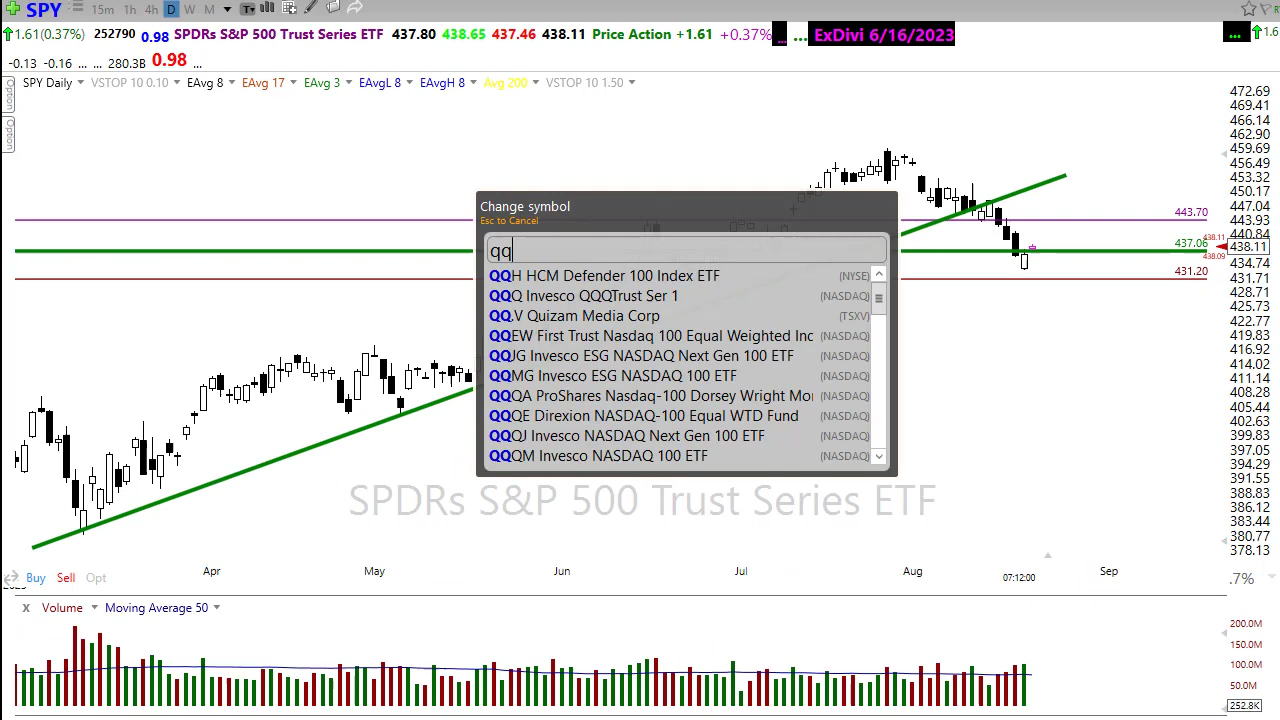 SPY 15m 1h 4h D W M
1.61(0.37%) 252790 0.98 SPDRs S&P 500 Trust Series ETF 437.80 438.65 437.46 438.11 Price Action +1.61 +0.37% ... ... ExDivi 6/16/2023 ... 1.6
-0.13 -0.16 ... ... 280.3B 0.98 ...
SPY Daily VSTOP 10 0.10 EAvg 8 EAvg 17 EAvg 3 EAvgL 8 EAvgH 8 Avg 200 VSTOP 10 1.50
Option
Option
472.69
469.41
466.14
462.90
459.69
456.49
453.32
450.17
447.04
443.93
440.84
438.11
434.74
431.71
428.71
425.73
422.77
419.83
416.92
414.02
411.14
408.28
405.44
402.63
399.83
397.05
394.29
391.55
388.83
386.12
383.44
380.77
378.13
443.70
438.11
437.06
438.09
431.20
Change symbol
Esc to Cancel
qq
QQH HCM Defender 100 Index ETF (NYSE)
QQQ Invesco QQQTrust Ser 1 (NASDAQ)
QQ.V Quizam Media Corp (TSXV)
QQEW First Trust Nasdaq 100 Equal Weighted Inc (NASDAQ)
QQJG Invesco ESG NASDAQ Next Gen 100 ETF (NASDAQ)
QQMG Invesco ESG NASDAQ 100 ETF (NASDAQ)
QQQA ProShares Nasdaq-100 Dorsey Wright Mo (NASDAQ)
QQQE Direxion NASDAQ-100 Equal WTD Fund (NASDAQ)
QQQJ Invesco NASDAQ Next Gen 100 ETF (NASDAQ)
QQQM Invesco NASDAQ 100 ETF (NASDAQ)
SPDRs S&P 500 Trust Series ETF
Buy Sell Opt
Apr May Jun Jul Aug 07:12:00 Sep
.7%
X Volume Moving Average 50
200.0M
150.0M
100.0M
50.0M
252.8K